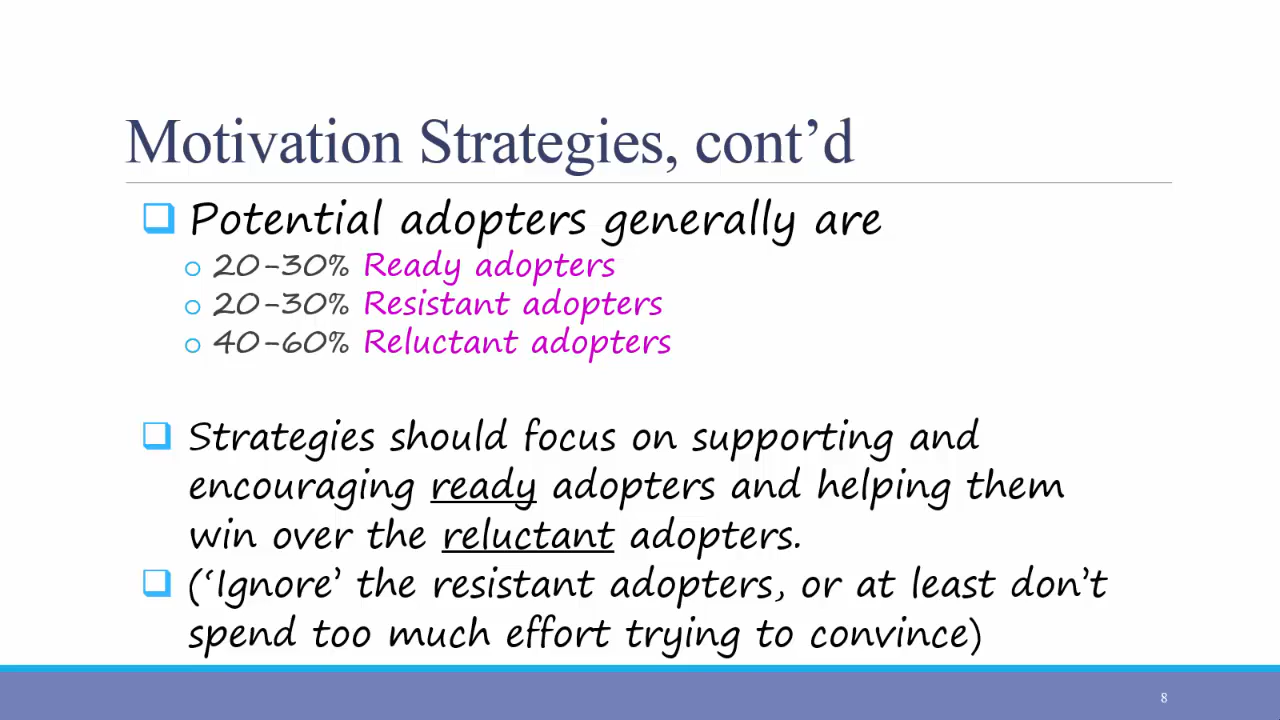 Motivation Strategies, cont’d
Potential adopters generally are
20-30% Ready adopters
20-30% Resistant adopters
40-60% Reluctant adopters
Strategies should focus on supporting and
encouraging ready adopters and helping them
win over the reluctant adopters.
(‘Ignore’ the resistant adopters, or at least don’t
spend too much effort trying to convince)
8